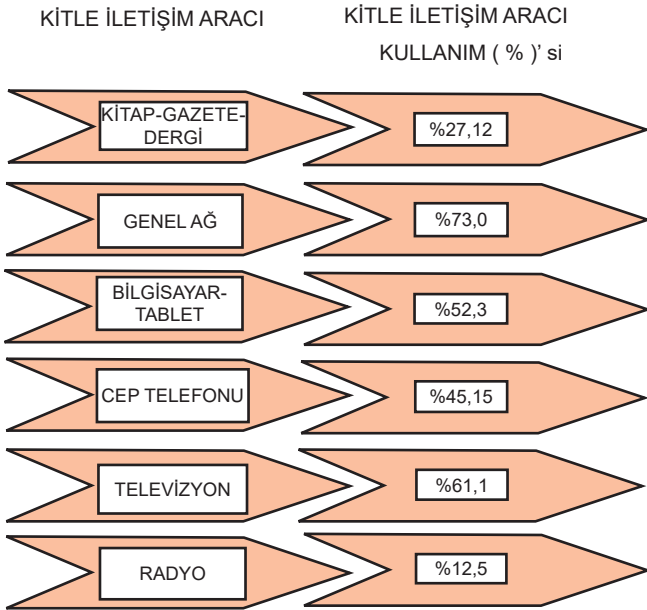 KİTLE İLETİŞİM ARACI
KİTLE İLETİŞİM ARACI
KULLANIM ( % )' si
KİTAP-GAZETE-
DERGİ
%27,12
GENEL AĞ
%73,0
BİLGİSAYAR-
TABLET
%52,3
CEP TELEFONU
%45,15
TELEVİZYON
%61,1
RADYO
%12,5